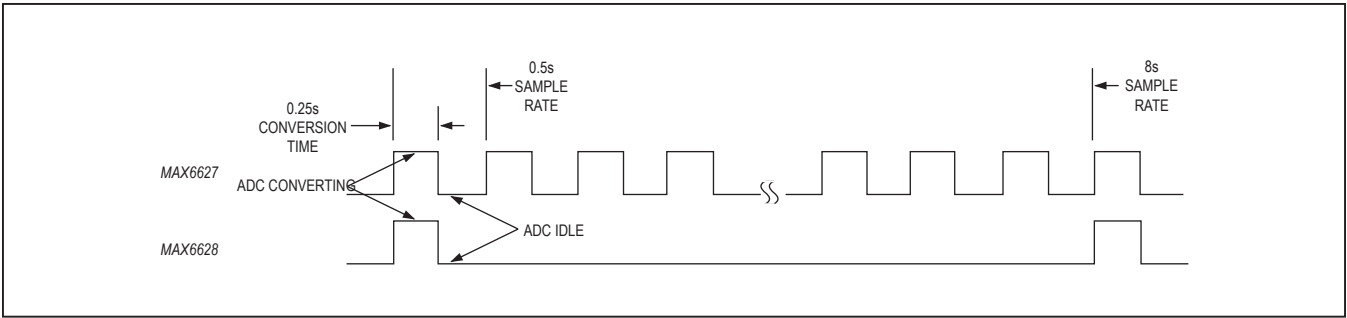 0.5s
SAMPLE
RATE
8s
SAMPLE
RATE
0.25s
CONVERSION
TIME
MAX6627
ADC CONVERTING
ADC IDLE
MAX6628